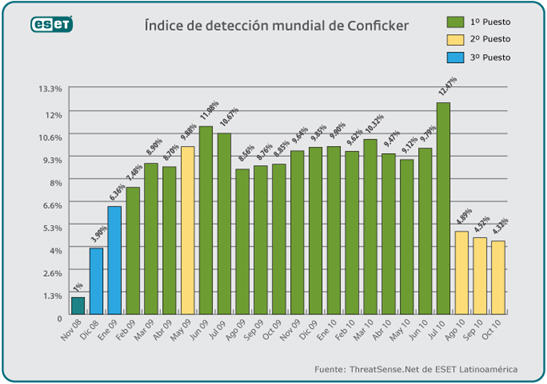 eset
Índice de detección mundial de Conficker
1º Puesto
2º Puesto
3º Puesto
13.3%
12%
10.6%
9.3%
8%
6.6%
5.3%
4%
2.6%
1.3%
0
1%
3.90%
6.36%
7.48%
8.90%
8.70%
9.88%
11.08%
10.67%
8.56%
8.76%
8.85%
9.64%
9.85%
9.90%
9.62%
10.32%
9.47%
9.12%
9.79%
12.47%
4.89%
4.52%
4.32%
Nov 08
Dic 08
Ene 09
Feb 09
Mar 09
Abr 09
May 09
Jun 09
Jul 09
Ago 09
Sep 09
Oct 09
Nov 09
Dic 09
Ene 10
Feb 10
Mar 10
Abr 10
May 10
Jun 10
Jul 10
Ago 10
Sep 10
Oct 10
Fuente: ThreatSense.Net de ESET Latinoamérica